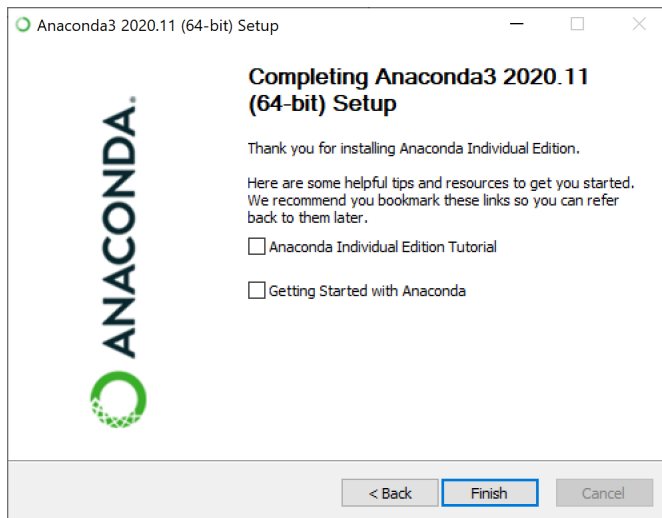 Anaconda3 2020.11 (64-bit) Setup
ANACONDA.
Completing Anaconda3 2020.11
(64-bit) Setup
Thank you for installing Anaconda Individual Edition.
Here are some helpful tips and resources to get you started.
We recommend you bookmark these links so you can refer
back to them later.
Anaconda Individual Edition Tutorial
Getting Started with Anaconda
< Back
Finish
Cancel